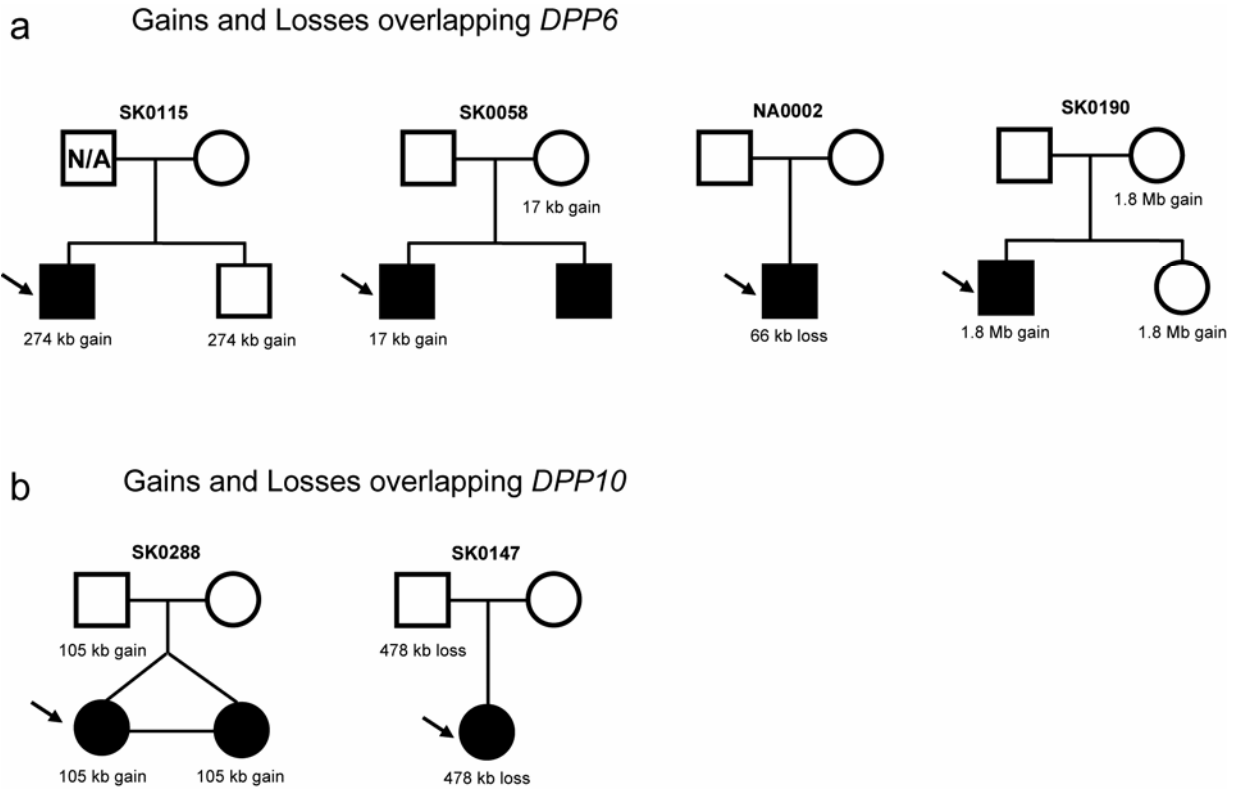 a
Gains and Losses overlapping DPP6
SK0115
SK0058
NA0002
SK0190
N/A
17 kb gain
1.8 Mb gain
274 kb gain
274 kb gain
17 kb gain
66 kb loss
1.8 Mb gain
1.8 Mb gain
b
Gains and Losses overlapping DPP10
SK0288
SK0147
105 kb gain
478 kb loss
105 kb gain
105 kb gain
478 kb loss